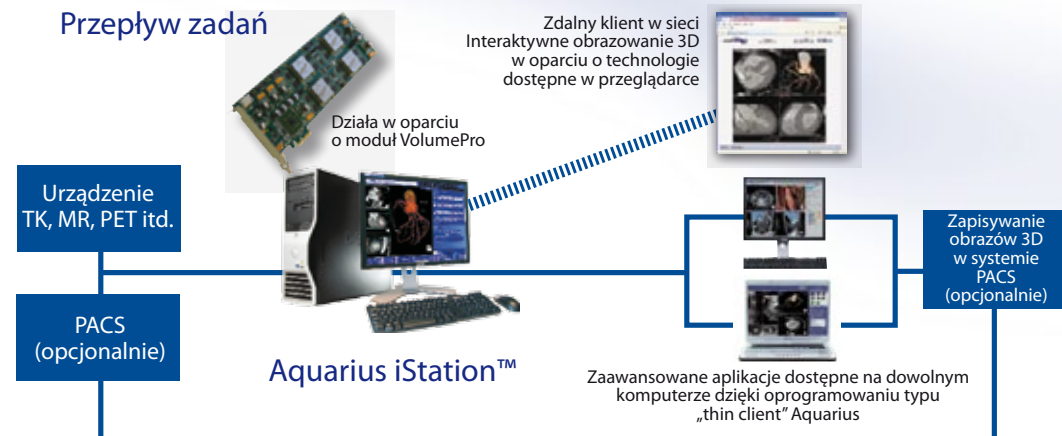 Przepływ zadań
Zdalny klient w sieci
Interaktywne obrazowanie 3D
w oparciu o technologie
dostępne w przeglądarce
Działa w oparciu
o moduł VolumePro
Urządzenie
TK, MR, PET itd.
PACS
(opcjonalnie)
Aquarius iStation™
Zapisywanie
obrazów 3D
w systemie
PACS
(opcjonalnie)
Zaawansowane aplikacje dostępne na dowolnym
komputerze dzięki oprogramowaniu typu
„thin client” Aquarius